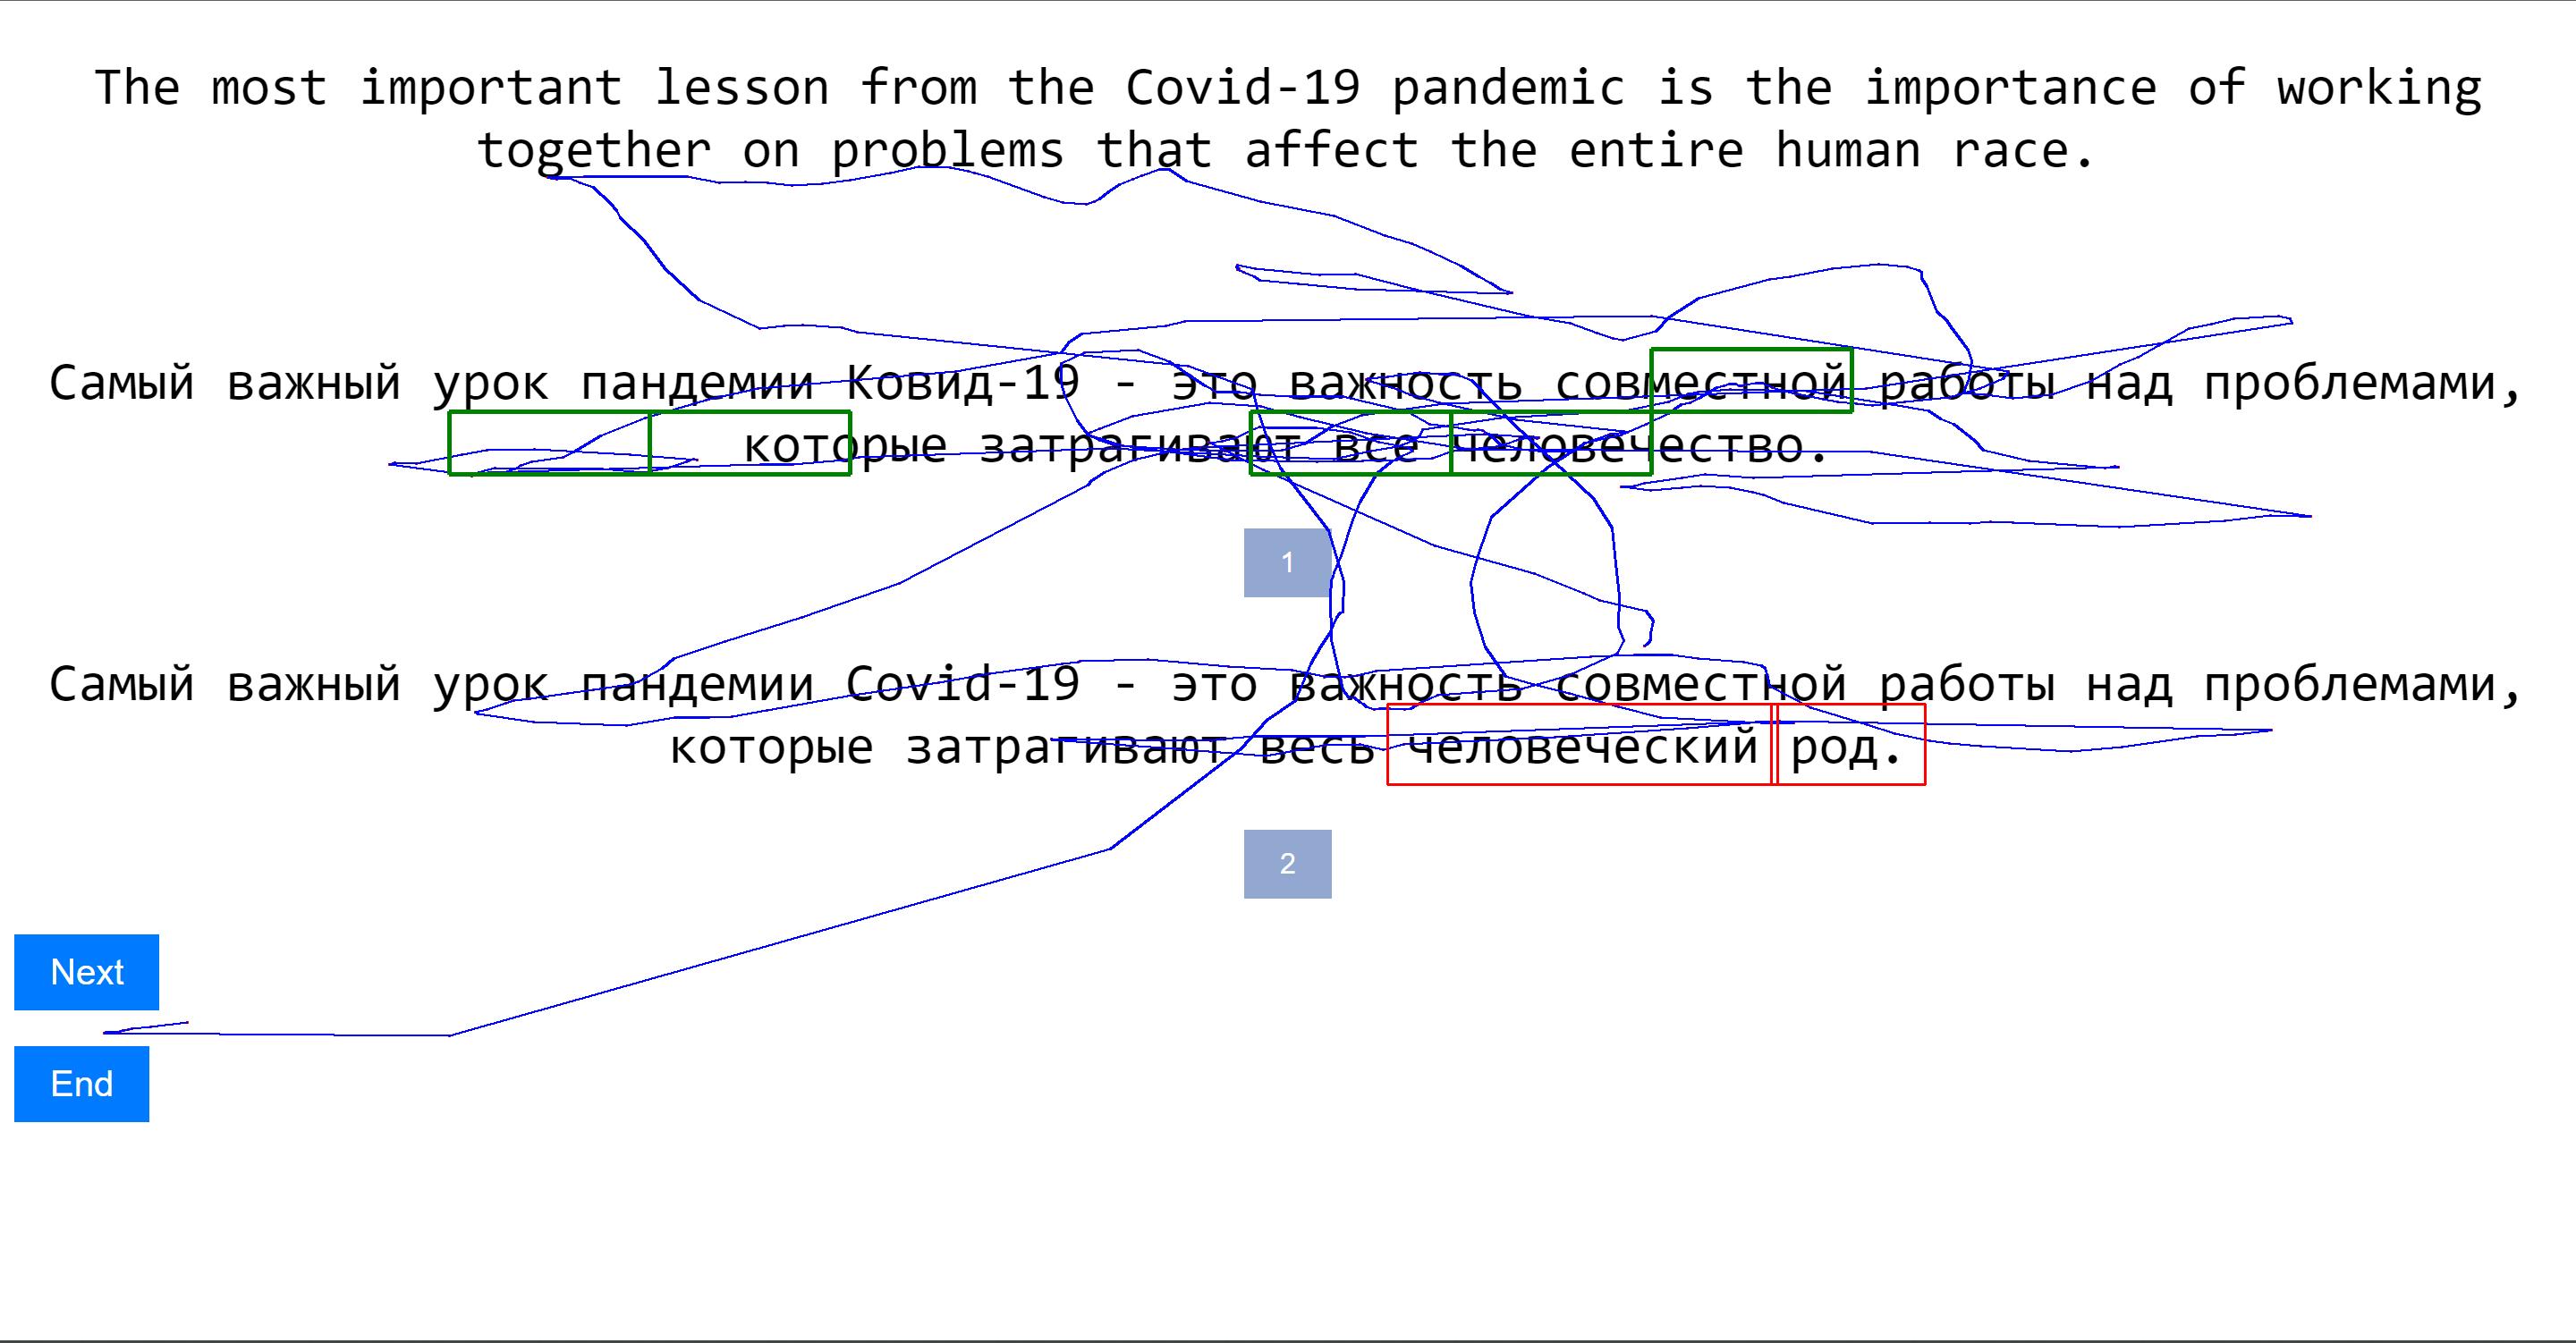 The most important lesson from the Covid-19 pandemic is the importance of working
together on problems that affect the entire human race.
Самый важный урок пандемии Ковид-19 - это важность совместной работы над проблемами,
которые затрагивают все человечество.
1
Самый важный урок пандемии Covid-19 - это важность совместной работы над проблемами,
которые затрагивают весь человеческий род.
2
Next
End